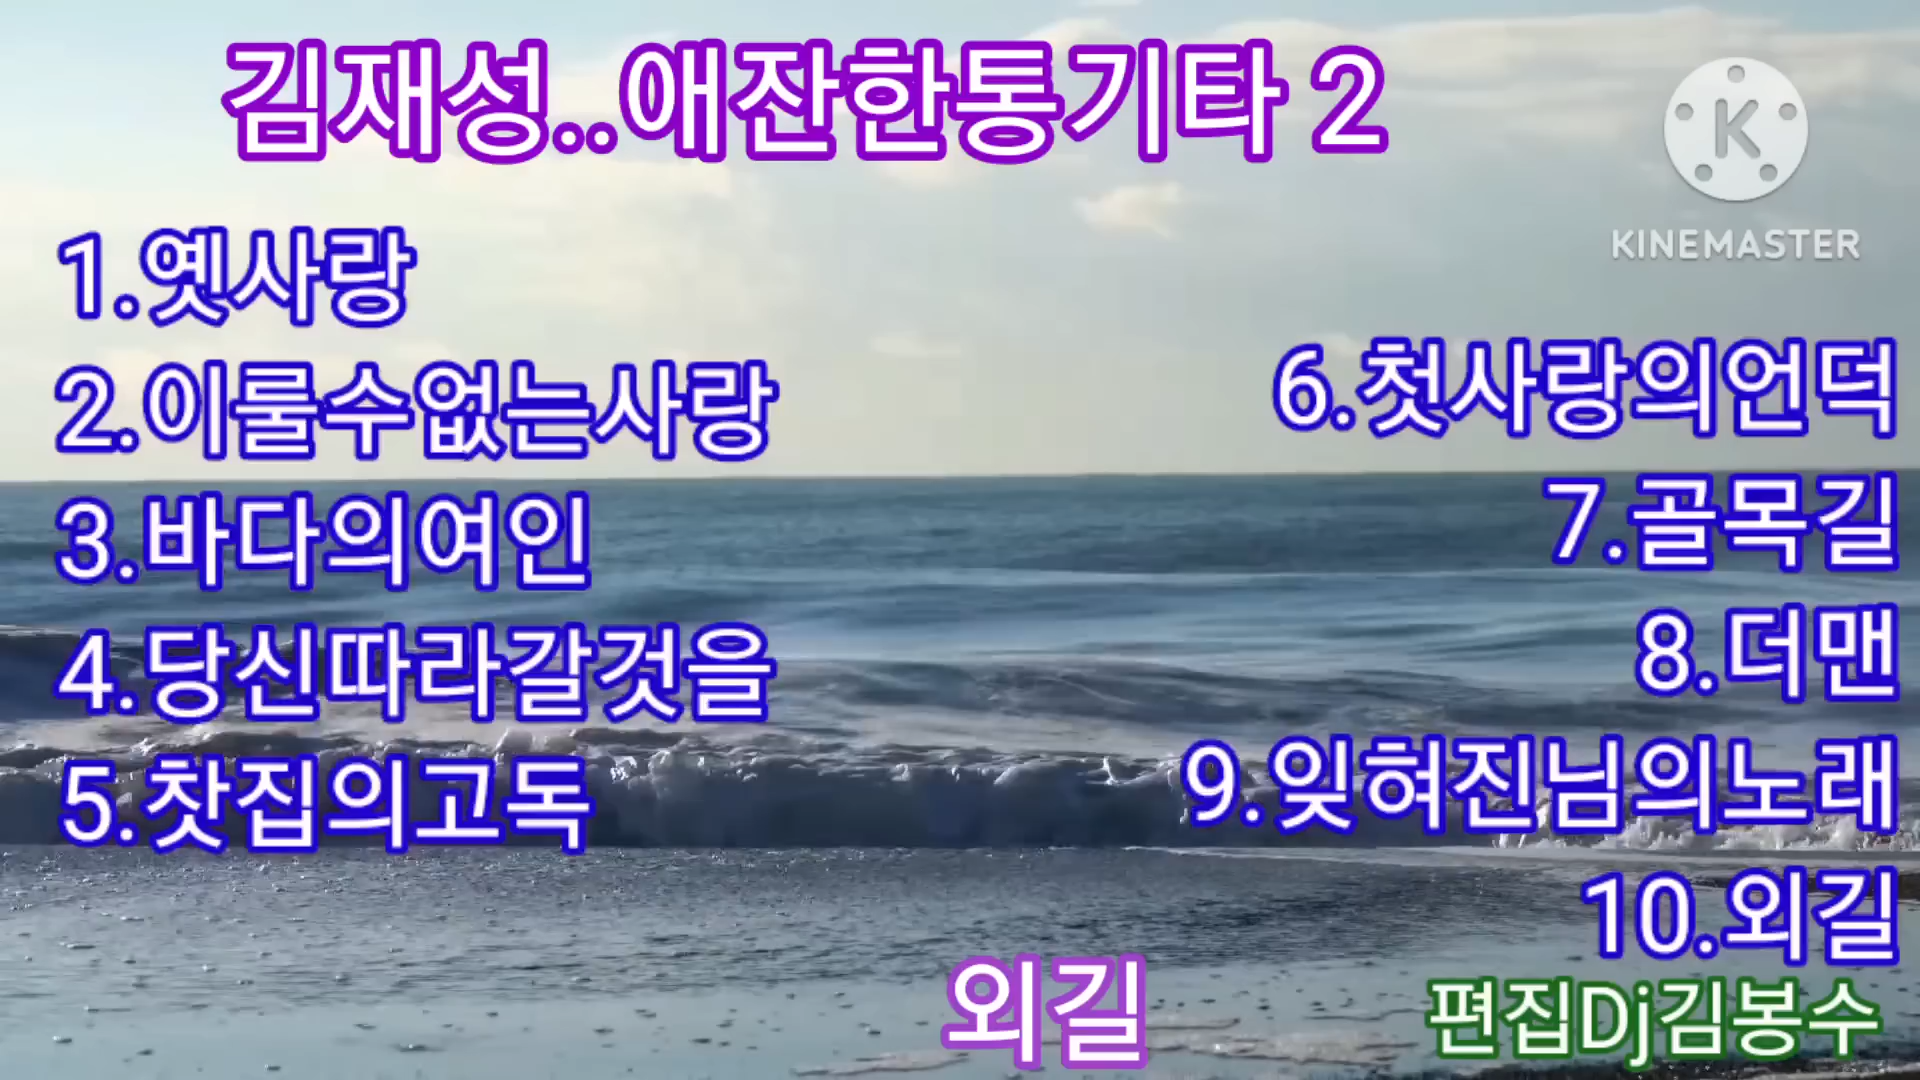 김재성..애잔한통기타 2
K
KINEMASTER
1.옛사랑
2.이룰수없는사랑
3.바다의여인
4.당신따라갈것을
5.찻집의고독
6.첫사랑의언덕
7.골목길
8.더맨
9.잊혀진님의노래
10.외길
외길
편집Dj김봉수